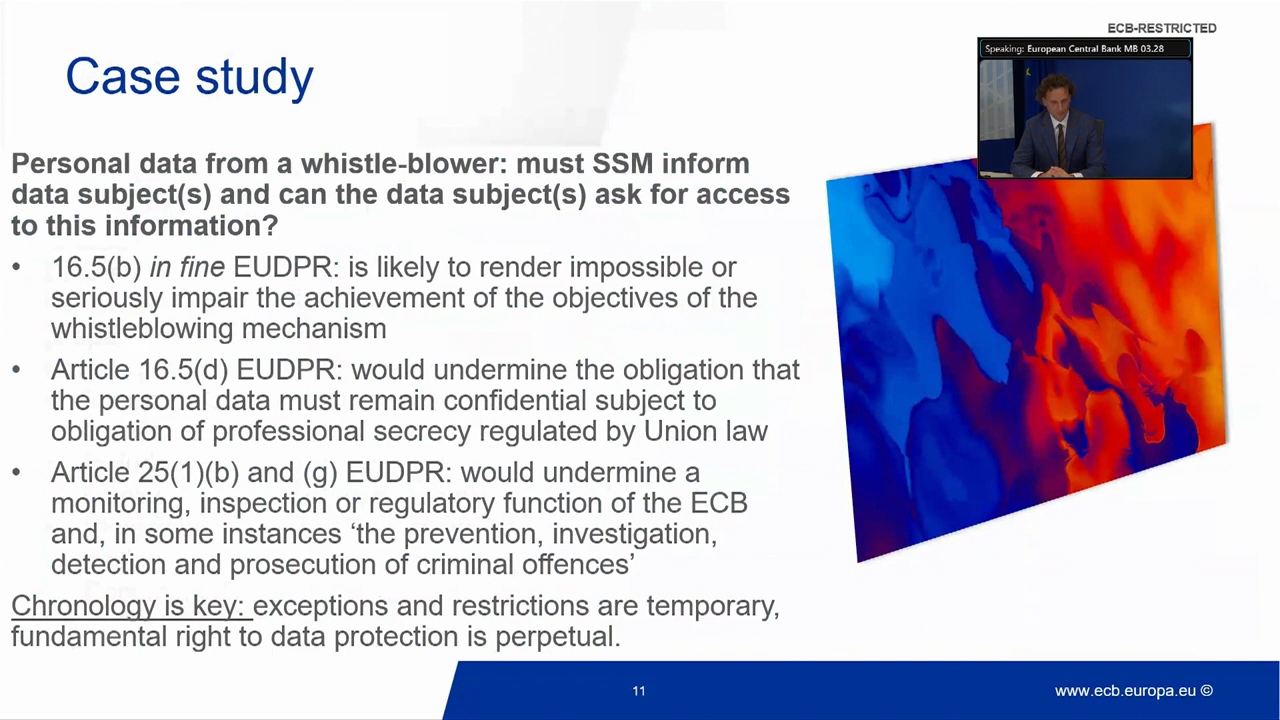 ECB-RESTRICTED
Speaking: European Central Bank MB 03.28
Case study
Personal data from a whistle-blower: must SSM inform
data subject(s) and can the data subject(s) ask for access
to this information?
• 16.5(b) in fine EUDPR: is likely to render impossible or
seriously impair the achievement of the objectives of the
whistleblowing mechanism
• Article 16.5(d) EUDPR: would undermine the obligation that
the personal data must remain confidential subject to
obligation of professional secrecy regulated by Union law
• Article 25(1)(b) and (g) EUDPR: would undermine a
monitoring, inspection or regulatory function of the ECB
and, in some instances ‘the prevention, investigation,
detection and prosecution of criminal offences’
Chronology is key: exceptions and restrictions are temporary,
fundamental right to data protection is perpetual.
11
www.ecb.europa.eu ©